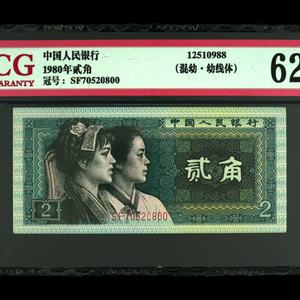 CG
WARRANTY
中国人民银行
1980年贰角
冠号: SF70520800
12510988
(混幼·幼线体)
62
中国人民银行
贰角
SF70520800
2
2